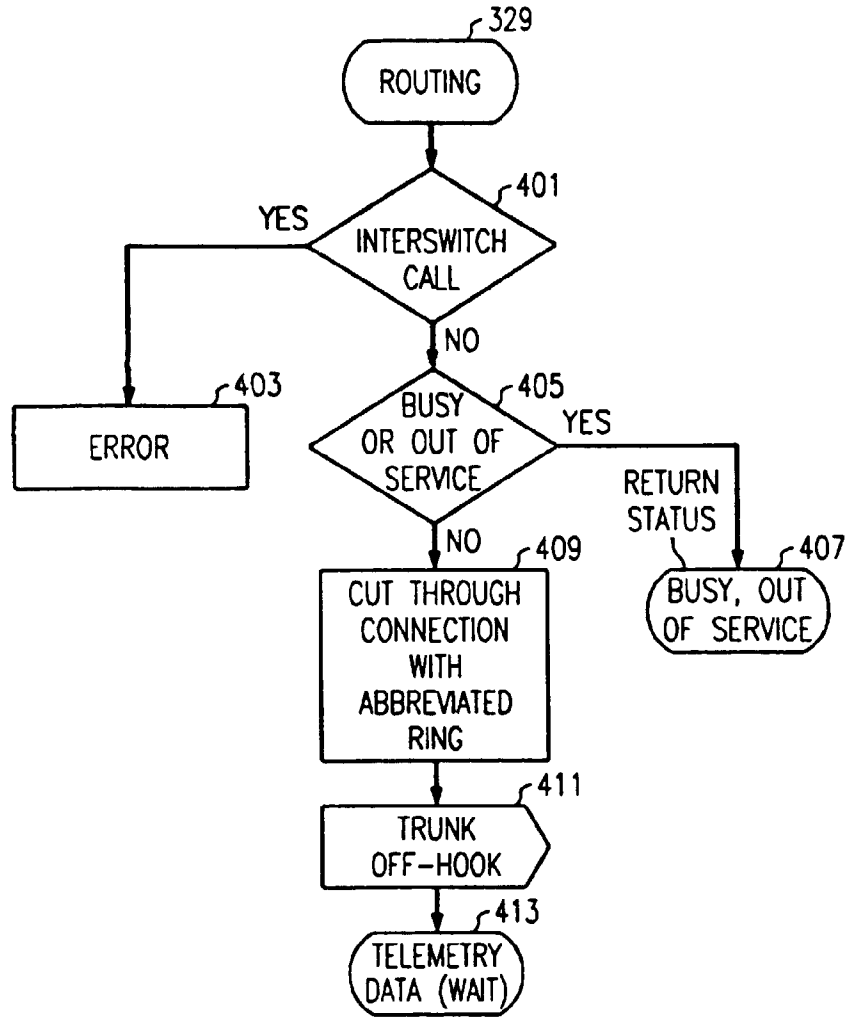 329
ROUTING
401
YES
INTERSWITCH
CALL
NO
403
ERROR
405
BUSY
OR OUT OF
SERVICE
YES
RETURN
STATUS
407
BUSY, OUT
OF SERVICE
NO
409
CUT THROUGH
CONNECTION
WITH
ABBREVIATED
RING
411
TRUNK
OFF-HOOK
413
TELEMETRY
DATA (WAIT)